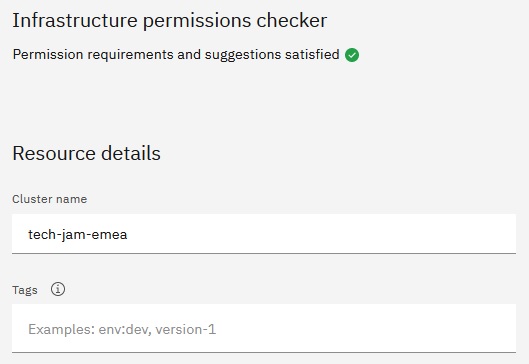 Infrastructure permissions checker
Permission requirements and suggestions satisfied
Resource details
Cluster name
tech-jam-emea
Tags
Examples: env:dev, version-1